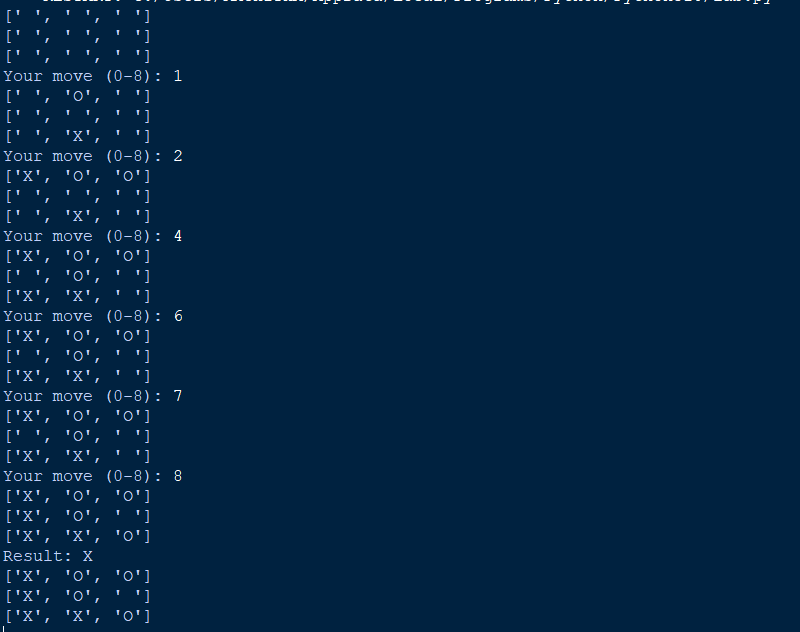 [' ', ' ', ' ']
[' ', ' ', ' ']
[' ', ' ', ' ']
Your move (0-8): 1
[' ', 'O', ' ']
[' ', ' ', ' ']
[' ', 'X', ' ']
Your move (0-8): 2
['X', 'O', 'O']
[' ', ' ', ' ']
[' ', 'X', ' ']
Your move (0-8): 4
['X', 'O', 'O']
[' ', 'O', ' ']
['X', 'X', ' ']
Your move (0-8): 6
['X', 'O', 'O']
[' ', 'O', ' ']
['X', 'X', ' ']
Your move (0-8): 7
['X', 'O', 'O']
[' ', 'O', ' ']
['X', 'X', ' ']
Your move (0-8): 8
['X', 'O', 'O']
['X', 'O', ' ']
['X', 'X', 'O']
Result: X
['X', 'O', 'O']
['X', 'O', ' ']
['X', 'X', 'O']